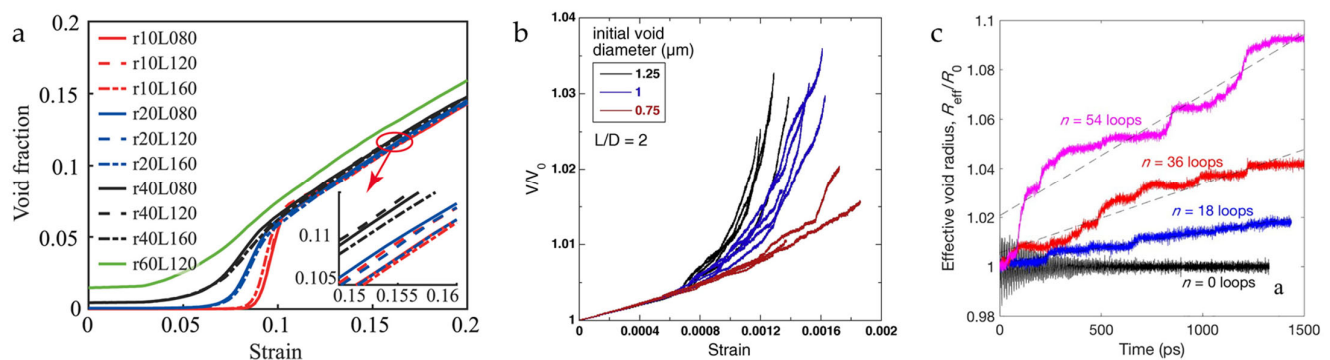 a
0.2
0.15
0.1
0.05
0
Void fraction
r10L080
r10L120
r10L160
r20L080
r20L120
r20L160
r40L080
r40L120
r40L160
r60L120
0.11
0.105
0.15 0.155 0.16
0 0.05 0.1 0.15 0.2
Strain
b
1.04
1.03
1.02
1.01
1
V/V0
initial void
diameter (μm)
1.25
1
0.75
L/D = 2
0 0.0004 0.0008 0.0012 0.0016 0.002
Strain
c
1.1
1.08
1.06
1.04
1.02
1
0.98
Effective void radius, Reff/R0
n = 54 loops
n = 36 loops
n = 18 loops
n = 0 loops
a
0 500 1000 1500
Time (ps)